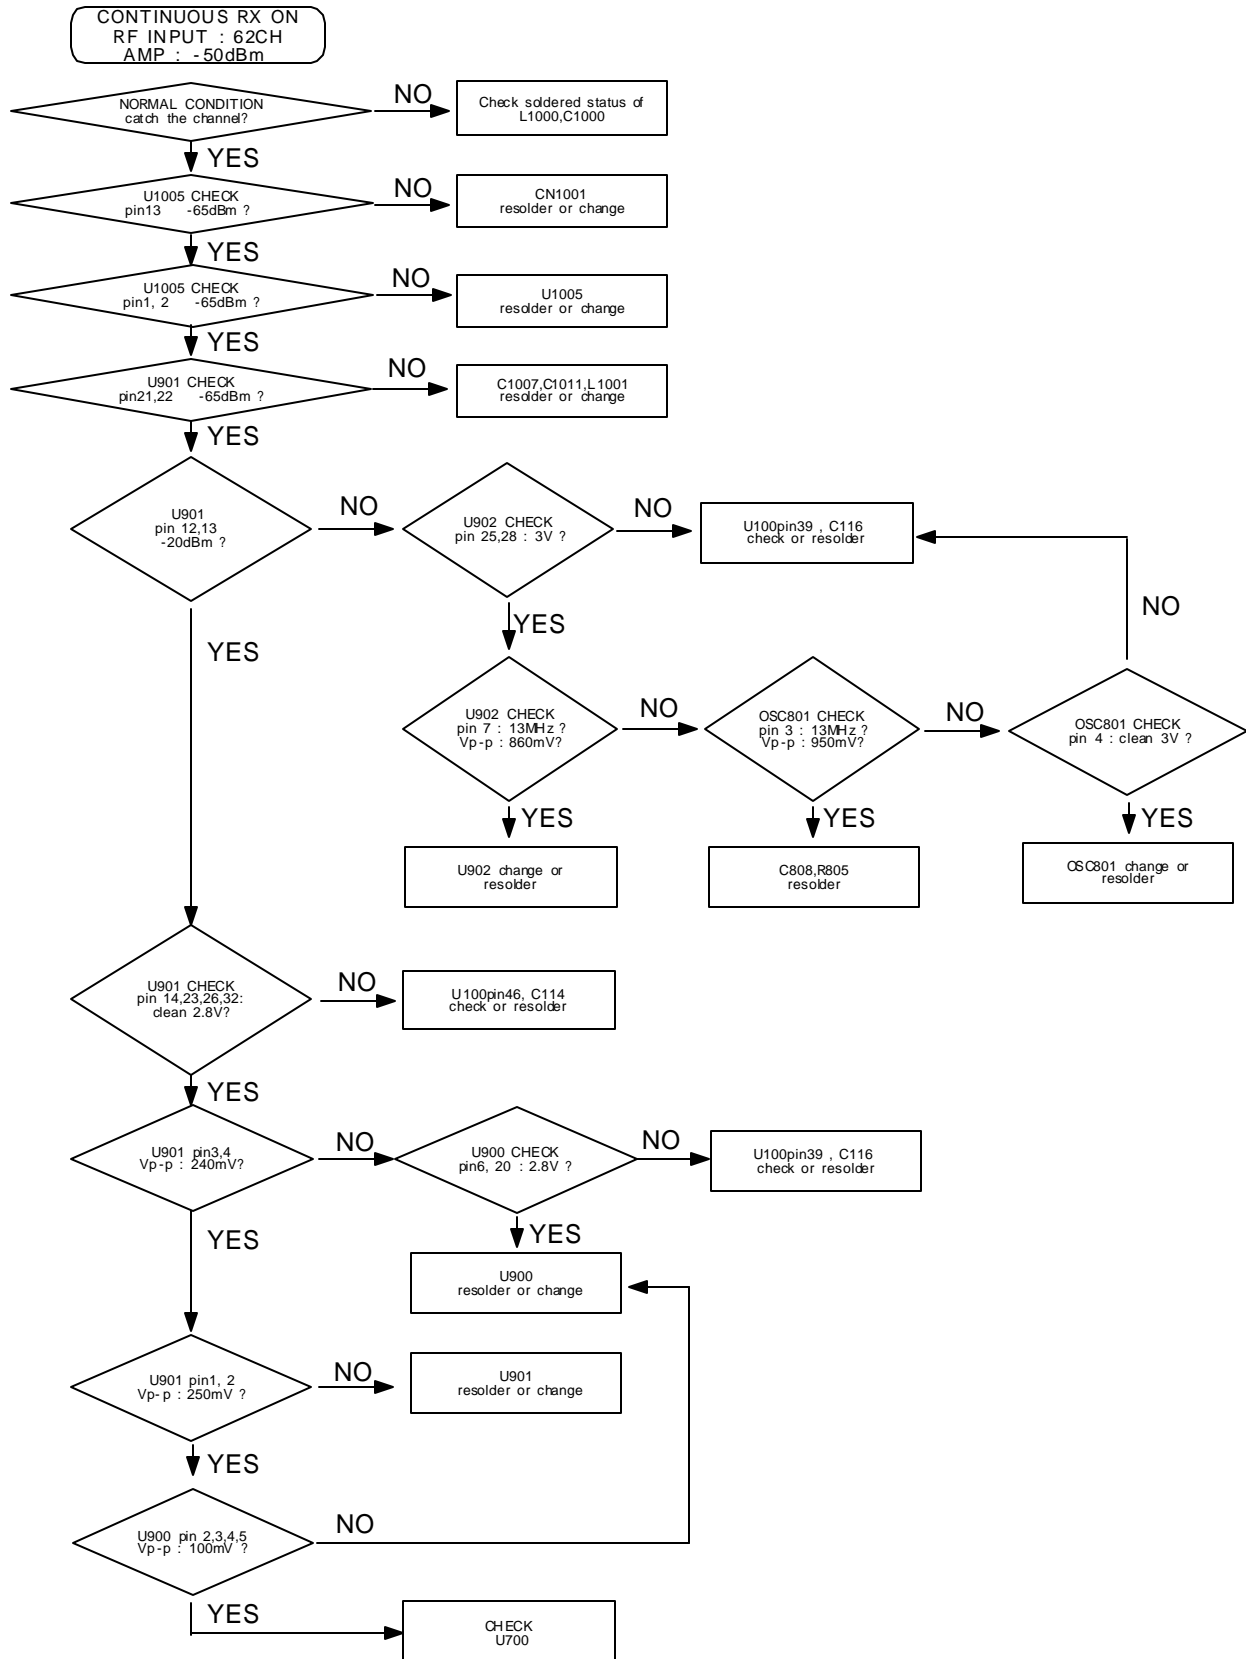 CONTINUOUS RX ON
RF INPUT : 62CH
AMP : -50dBm
NORMAL CONDITION
catch the channel?
NO
Check soldered status of
L1000,C1000
YES
U1005 CHECK
pin13 -65dBm ?
NO
CN1001
resolder or change
YES
U1005 CHECK
pin1, 2 -65dBm ?
NO
U1005
resolder or change
YES
U901 CHECK
pin21,22 -65dBm ?
NO
C1007,C1011,L1001
resolder or change
YES
U901
pin 12,13
-20dBm ?
NO
U902 CHECK
pin 25,28 : 3V ?
NO
U100pin39 , C116
check or resolder
NO
YES
YES
U902 CHECK
pin 7 : 13MHz ?
Vp-p : 860mV?
NO
OSC801 CHECK
pin 3 : 13MHz ?
Vp-p : 950mV?
NO
OSC801 CHECK
pin 4 : clean 3V ?
YES
YES
YES
U902 change or
resolder
C808,R805
resolder
OSC801 change or
resolder
U901 CHECK
pin 14,23,26,32:
clean 2.8V?
NO
U100pin46, C114
check or resolder
YES
U901 pin3,4
Vp-p : 240mV?
NO
U900 CHECK
pin6, 20 : 2.8V ?
NO
U100pin39 , C116
check or resolder
YES
YES
U900
resolder or change
U901 pin1, 2
Vp-p : 250mV ?
NO
U901
resolder or change
YES
U900 pin 2,3,4,5
Vp-p : 100mV ?
NO
YES
CHECK
U700